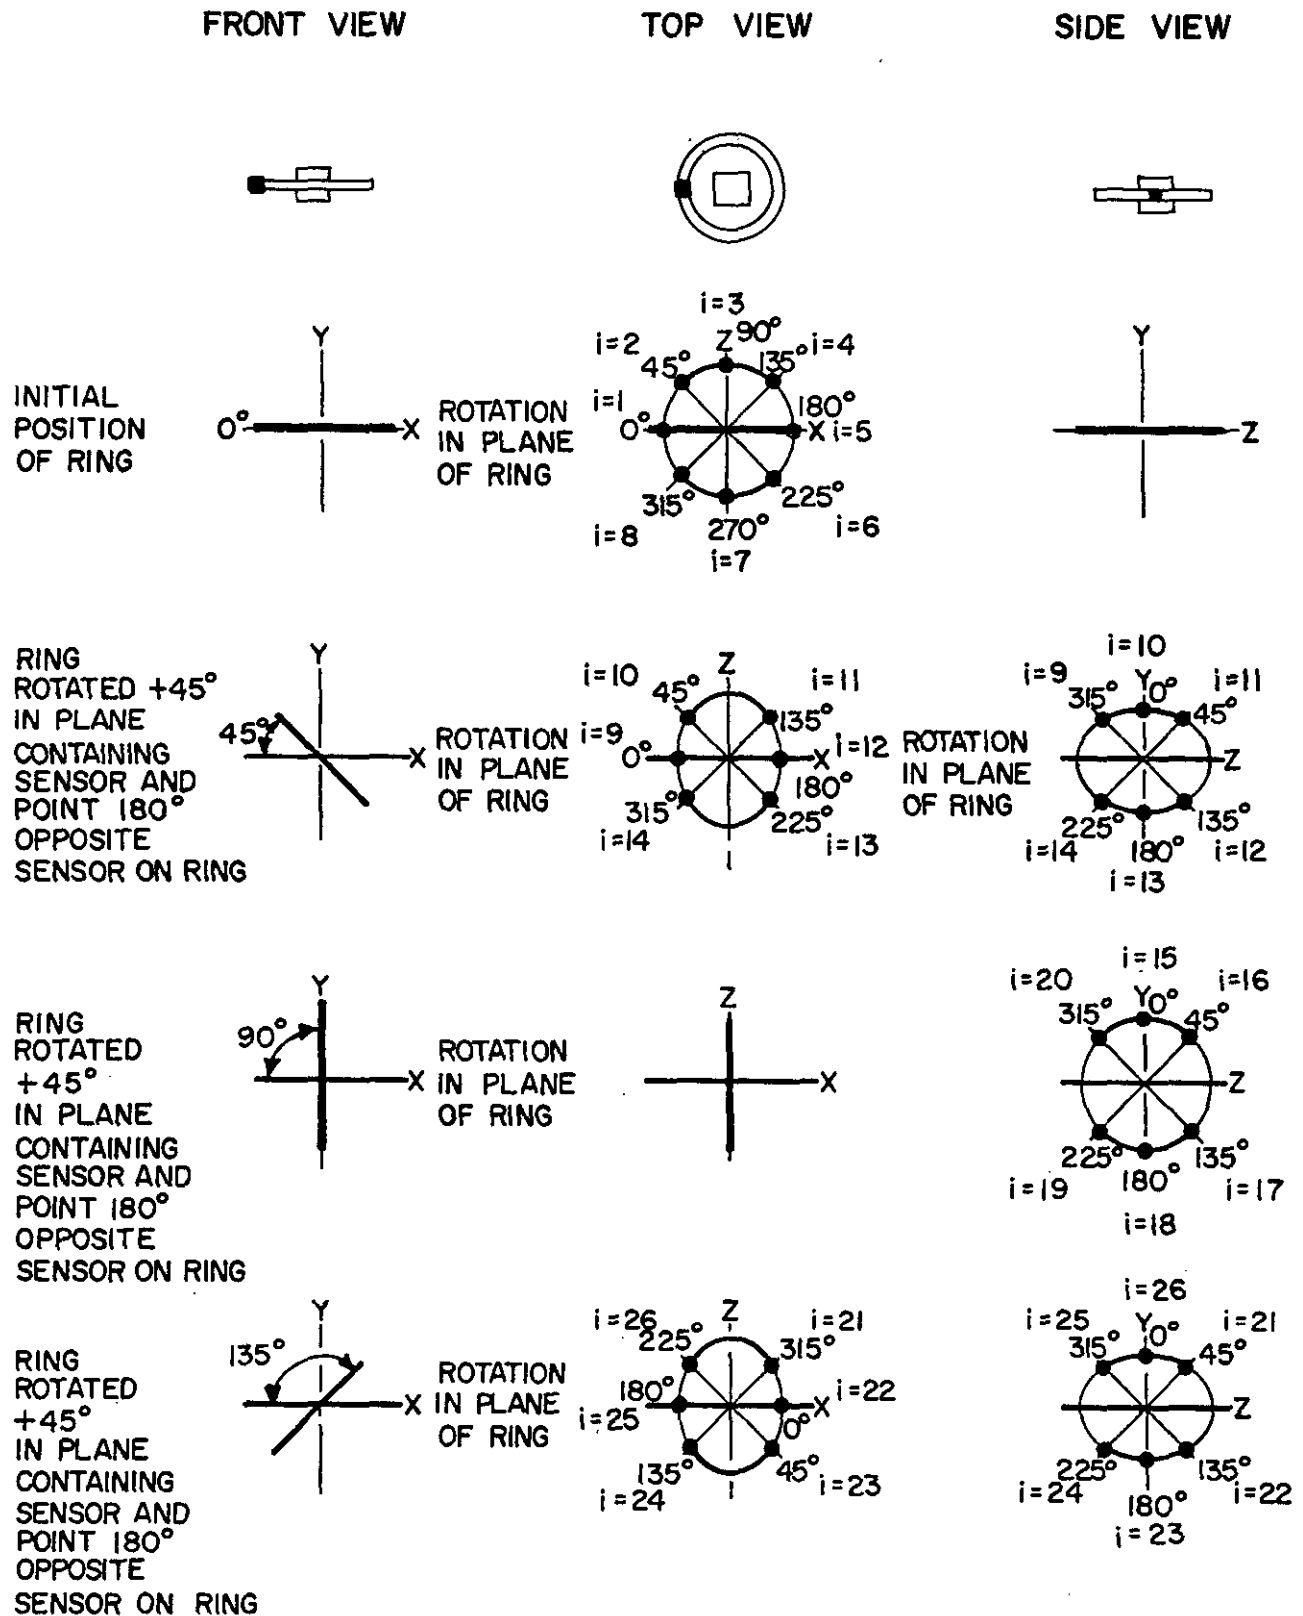 FRONT VIEW
TOP VIEW
SIDE VIEW
INITIAL
POSITION
OF RING
Y
0°
X
ROTATION
IN PLANE
OF RING
i=3
Z 90°
i=2
45°
135°
i=4
i=1
0°
180°
X
i=5
315°
225°
i=8
270°
i=6
i=7
Y
Z
RING
ROTATED +45°
IN PLANE
CONTAINING
SENSOR AND
POINT 180°
OPPOSITE
SENSOR ON RING
Y
45°
X
ROTATION
IN PLANE
OF RING
Z
i=10
45°
i=11
135°
i=9
0°
i=12
X
180°
315°
225°
i=14
i=13
ROTATION
IN PLANE
OF RING
i=10
i=9
Y 0°
i=11
315°
45°
Z
225°
135°
i=14
180°
i=12
i=13
RING
ROTATED
+45°
IN PLANE
CONTAINING
SENSOR AND
POINT 180°
OPPOSITE
SENSOR ON RING
Y
90°
X
ROTATION
IN PLANE
OF RING
Z
X
i=15
i=20
Y 0°
i=16
315°
45°
Z
225°
135°
i=19
180°
i=17
i=18
RING
ROTATED
+45°
IN PLANE
CONTAINING
SENSOR AND
POINT 180°
OPPOSITE
SENSOR ON RING
Y
135°
X
ROTATION
IN PLANE
OF RING
Z
i=26
225°
i=21
315°
180°
i=22
X
i=25
0°
135°
45°
i=24
i=23
i=26
i=25
Y 0°
i=21
315°
45°
Z
225°
135°
i=24
180°
i=22
i=23